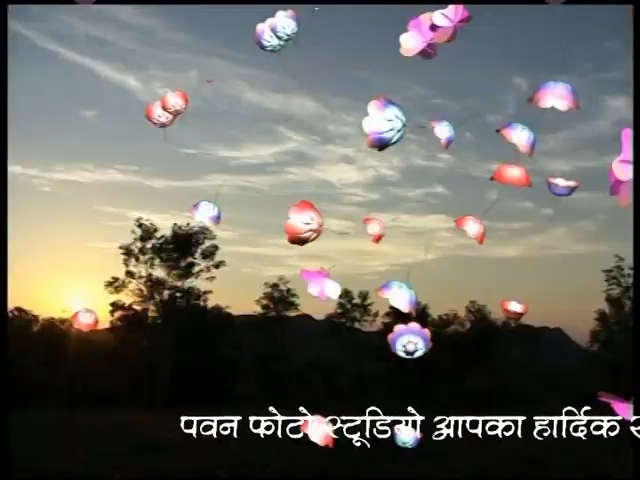 पवन फोटो स्टूडियो आपका हार्दिक